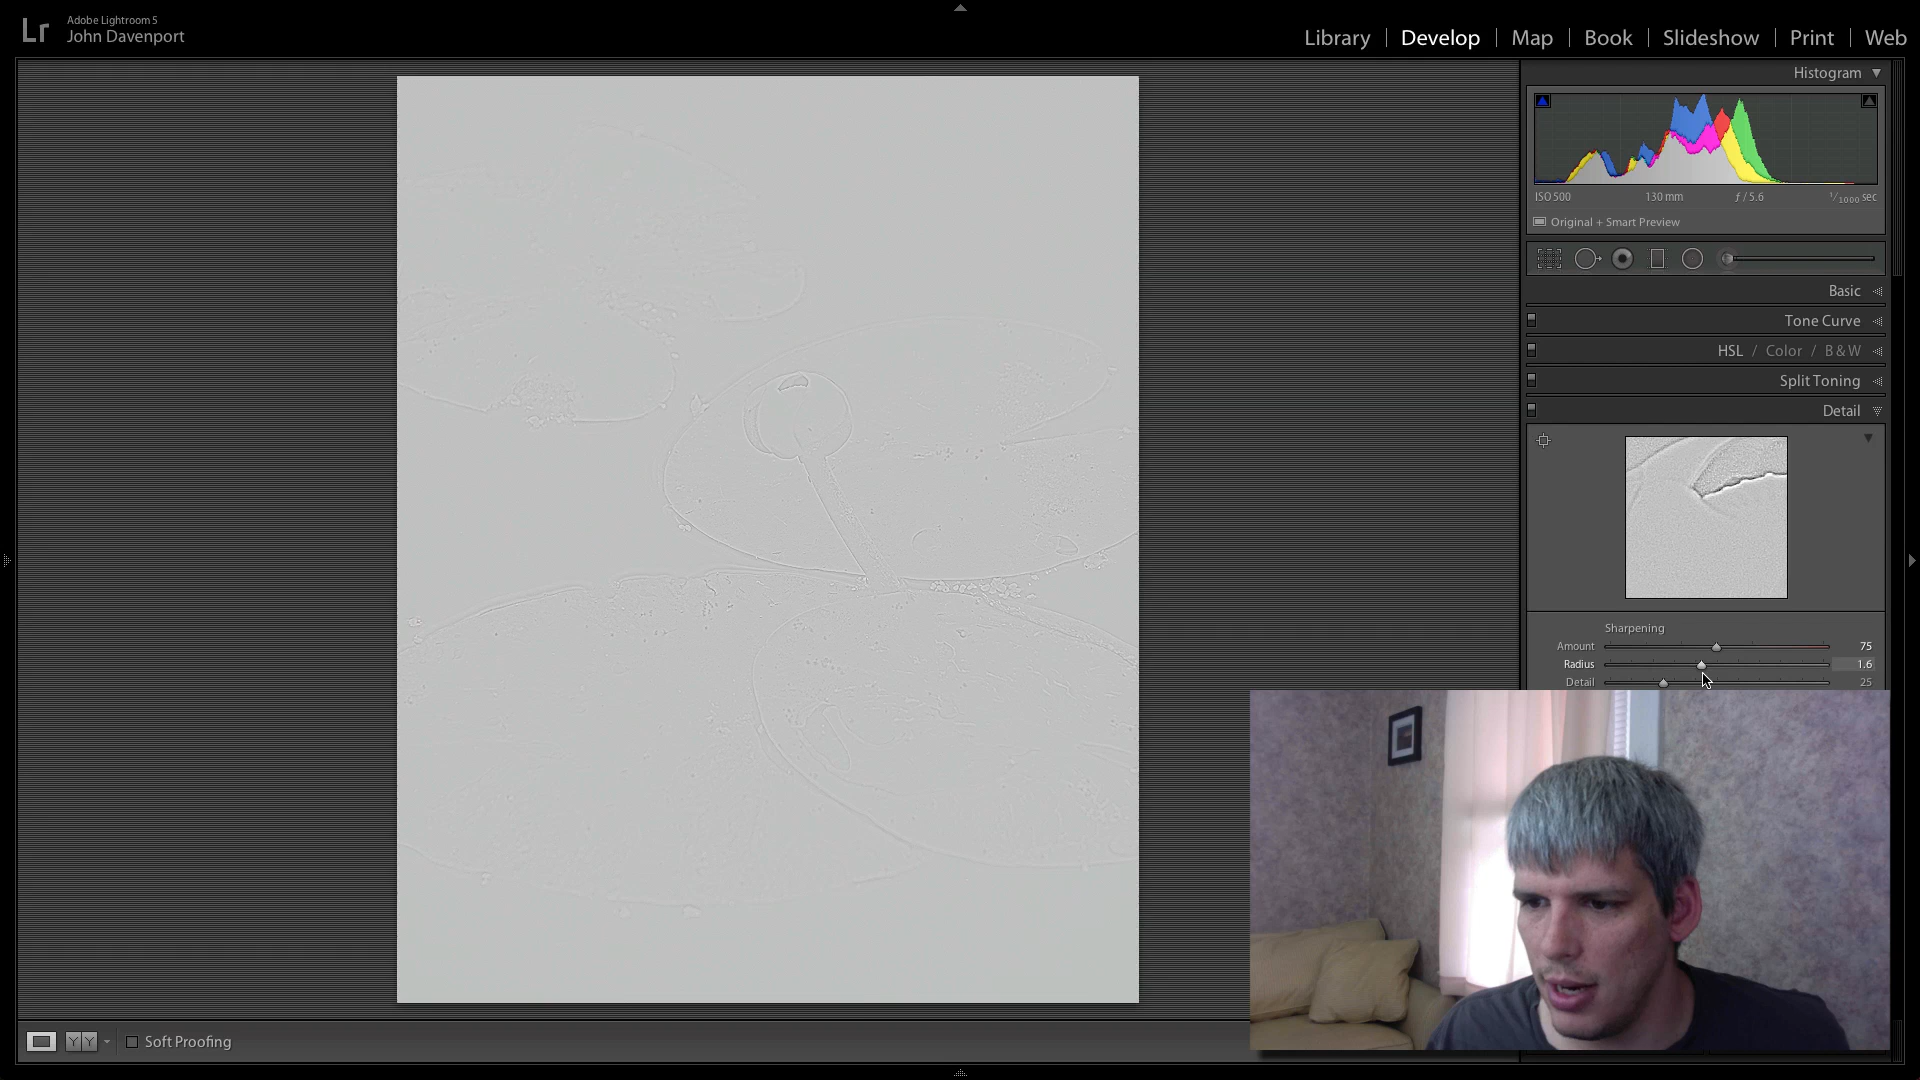 Lr
Adobe Lightroom 5
John Davenport
Library | Develop | Map | Book | Slideshow | Print | Web
Histogram
ISO 500 130 mm ƒ / 5.6 1/1000 sec
Original + Smart Preview
Basic
Tone Curve
HSL / Color / B & W
Split Toning
Detail
Sharpening
Amount 75
Radius 1.6
Detail 25
Y Y
Soft Proofing